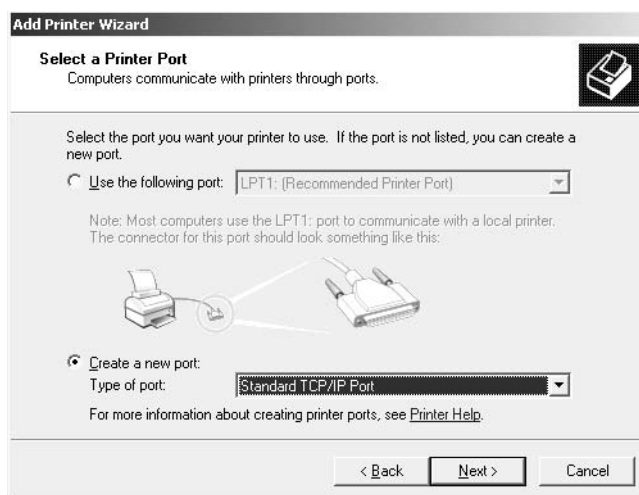 Add Printer Wizard
Select a Printer Port
Computers communicate with printers through ports.
Select the port you want your printer to use. If the port is not listed, you can create a
new port.
Use the following port: LPT1: (Recommended Printer Port)
Note: Most computers use the LPT1: port to communicate with a local printer.
The connector for this port should look something like this:
Create a new port:
Type of port: Standard TCP/IP Port
For more information about creating printer ports, see Printer Help.
< Back Next > Cancel